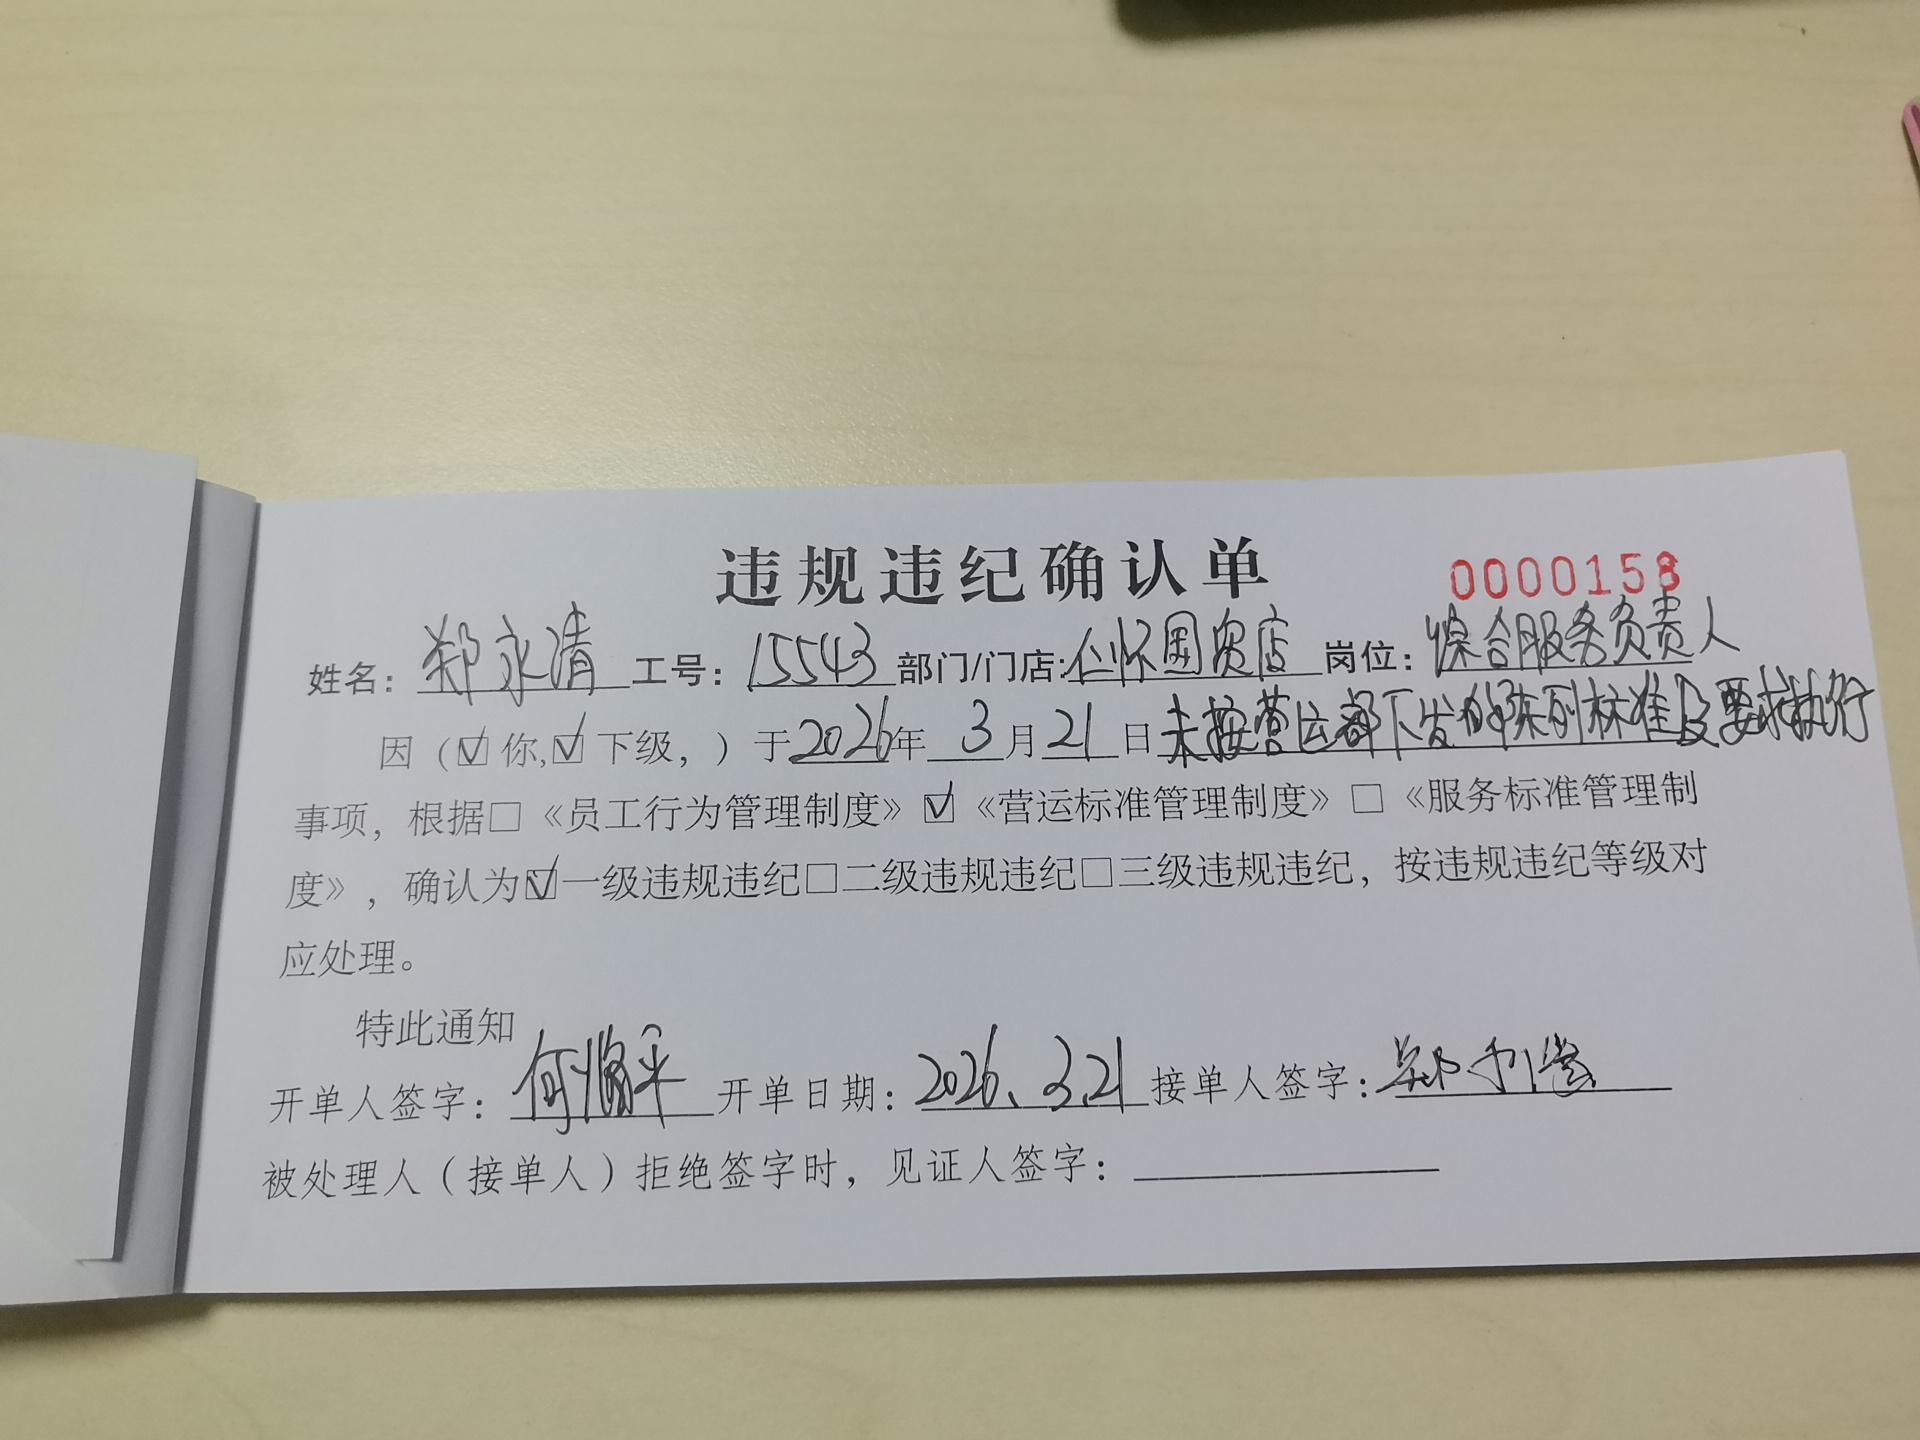 违规违纪确认单
0000158
姓名：郑永清 工号：15543 部门/门店:仁怀国贸店 岗位：综合服务负责人
因（☑你,☑下级，）于2026年 3月21日未按营运部下发的陈列标准及要求执行
事项，根据□《员工行为管理制度》☑《营运标准管理制度》□《服务标准管理制
度》，确认为☑一级违规违纪□二级违规违纪□三级违规违纪，按违规违纪等级对
应处理。
特此通知
开单人签字： 开单日期：2026.3.21 接单人签字:
被处理人（接单人）拒绝签字时，见证人签字：